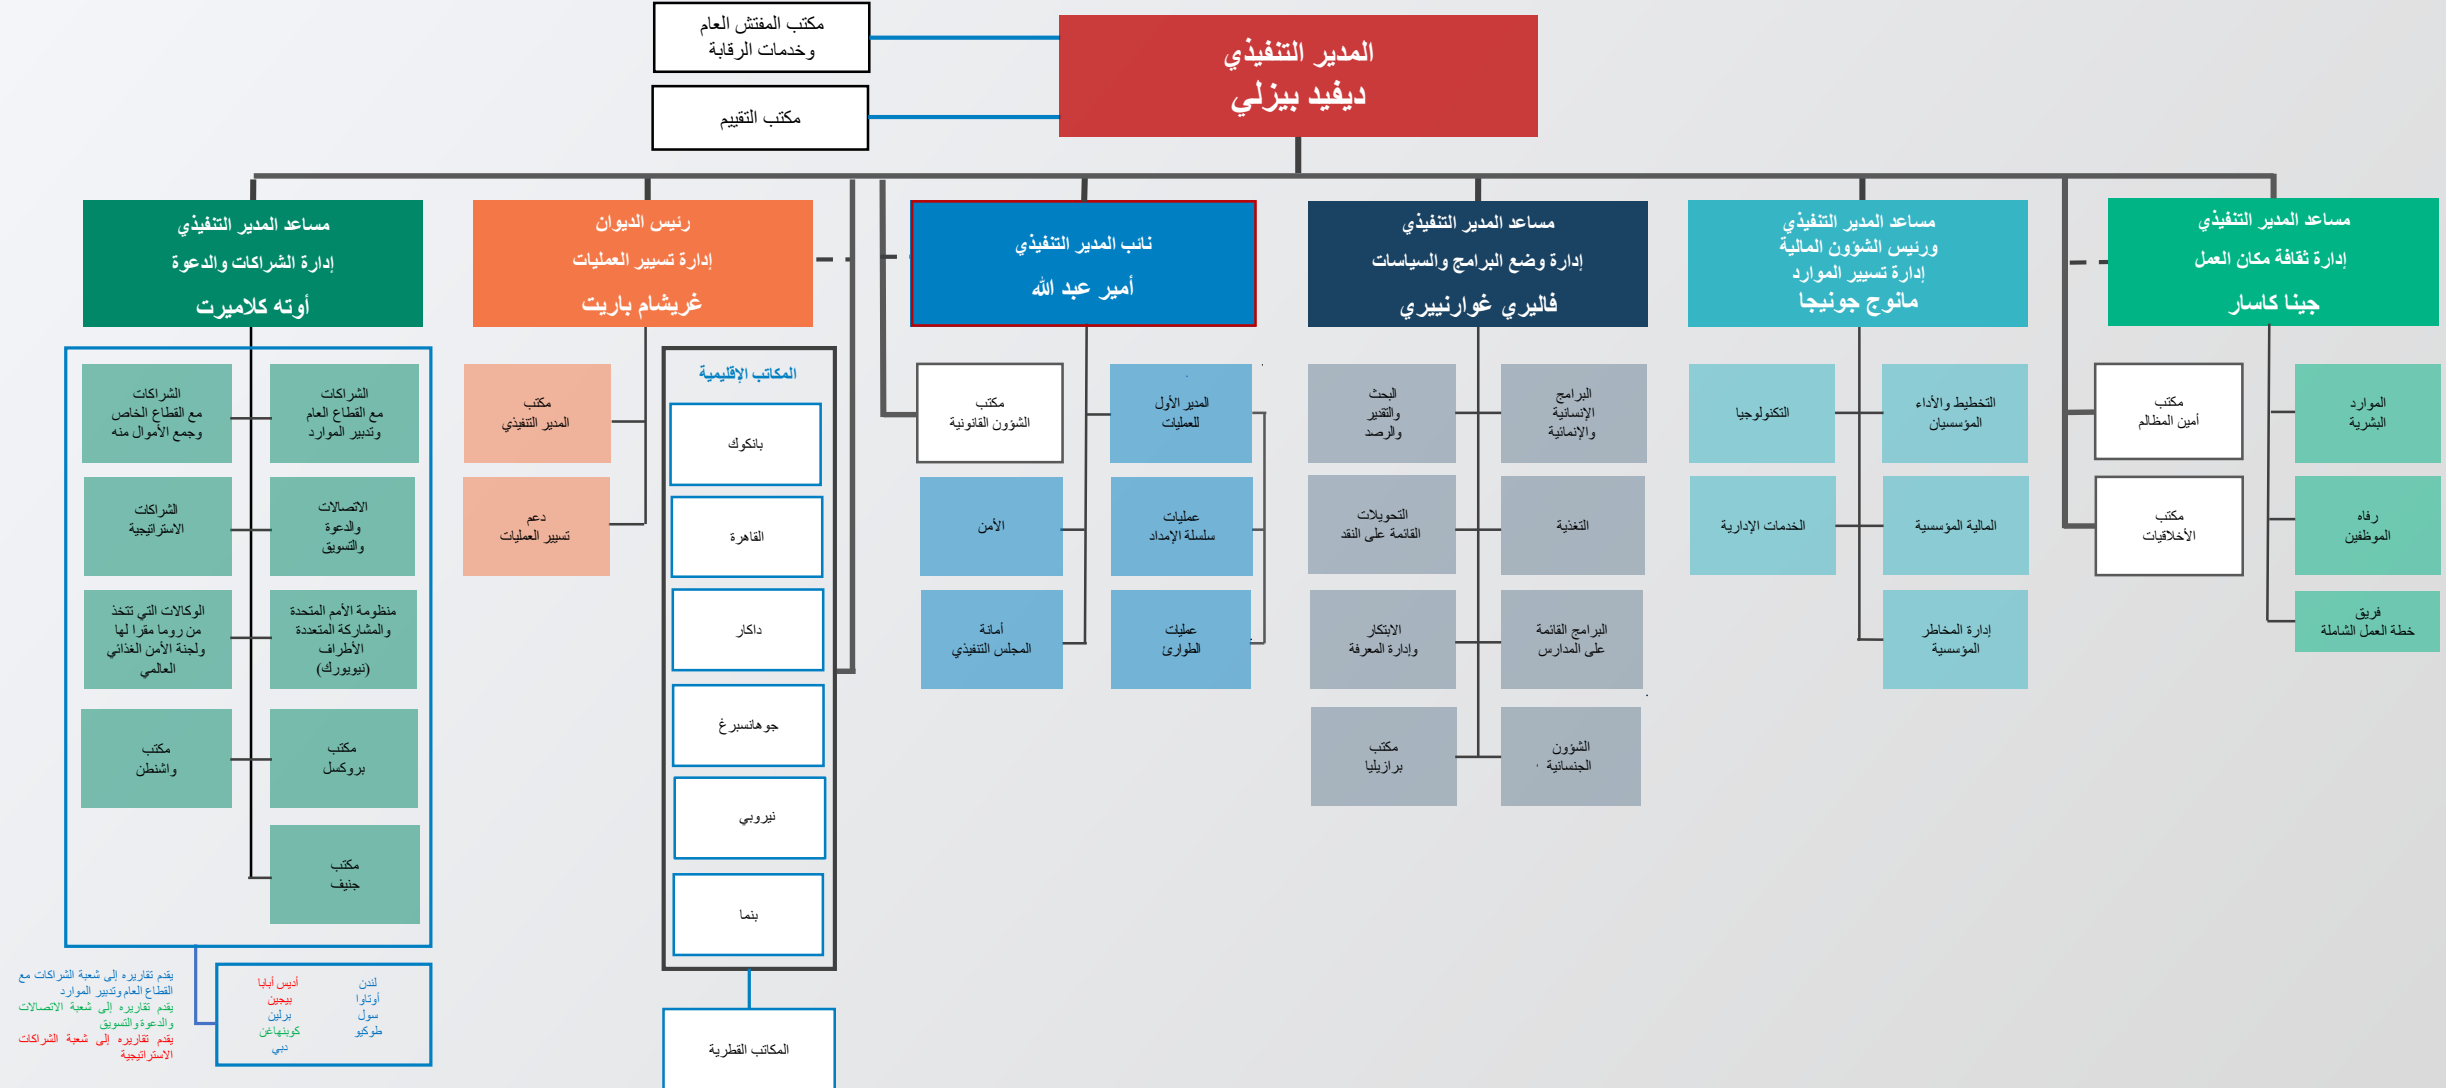 مكتب المفتش العام
وخدمات الرقابة
مكتب التقييم
المدير التنفيذي
ديفيد بيزلي
مساعد المدير التنفيذي
إدارة ثقافة مكان العمل
جينا كاسار
مكتب
أمين المظالم
مكتب
الأخلاقيات
الموارد
البشرية
رفاه
الموظفين
فريق
خطة العمل الشاملة
مساعد المدير التنفيذي
ورئيس الشؤون المالية
إدارة تسيير الموارد
مانوج جونيجا
التخطيط والأداء
المؤسسيان
التكنولوجيا
المالية المؤسسية
الخدمات الإدارية
إدارة المخاطر
المؤسسية
مساعد المدير التنفيذي
إدارة وضع البرامج والسياسات
فاليري غوارنييري
البرامج
الإنسانية
والإنمائية
البحث
والتقدير
والرصد
التغذية
التحويلات
القائمة على النقد
البرامج القائمة
على المدارس
الابتكار
وإدارة المعرفة
الشؤون
الجنسانية
مكتب
برازيليا
نائب المدير التنفيذي
أمير عبد الله
المدير الأول
للعمليات
مكتب
الشؤون القانونية
عمليات
سلسلة الإمداد
الأمن
عمليات
الطوارئ
أمانة
المجلس التنفيذي
رئيس الديوان
إدارة تسيير العمليات
غريشام باريت
مكتب
المدير التنفيذي
دعم
تسيير العمليات
المكاتب الإقليمية
بانكوك
القاهرة
داكار
جوهانسبرغ
نيروبي
بنما
المكاتب القطرية
مساعد المدير التنفيذي
إدارة الشراكات والدعوة
أوته كلاميرت
الشراكات
مع القطاع العام
وتدبير الموارد
الشراكات
مع القطاع الخاص
وجمع الأموال منه
الاتصالات
والدعوة
والتسويق
الشراكات
الاستراتيجية
منظومة الأمم المتحدة
والمشاركة المتعددة
الأطراف
(نيويورك)
الوكالات التي تتخذ
من روما مقرا لها
ولجنة الأمن الغذائي
العالمي
مكتب
بروكسل
مكتب
واشنطن
مكتب
جنيف
لندن
أوتاوا
سول
طوكيو
أديس أبابا
بيجين
برلين
كوبنهاغن
دبي
يقدم تقاريره إلى شعبة الشراكات مع
القطاع العام وتدبير الموارد
يقدم تقاريره إلى شعبة الاتصالات
والدعوة والتسويق
يقدم تقاريره إلى شعبة الشراكات
الاستراتيجية